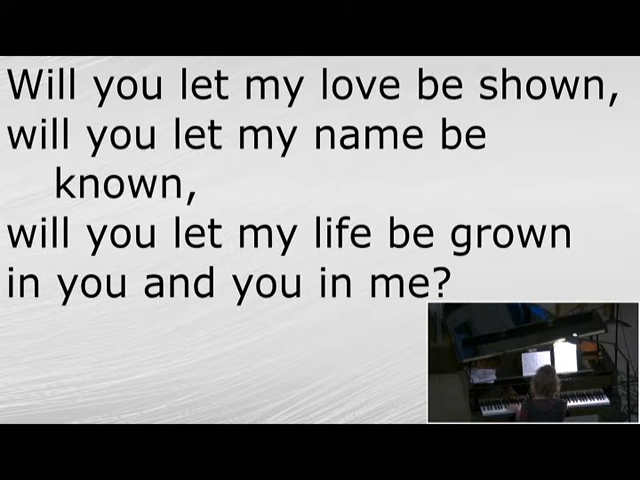 Will you let my love be shown,
will you let my name be
known,
will you let my life be grown
in you and you in me?